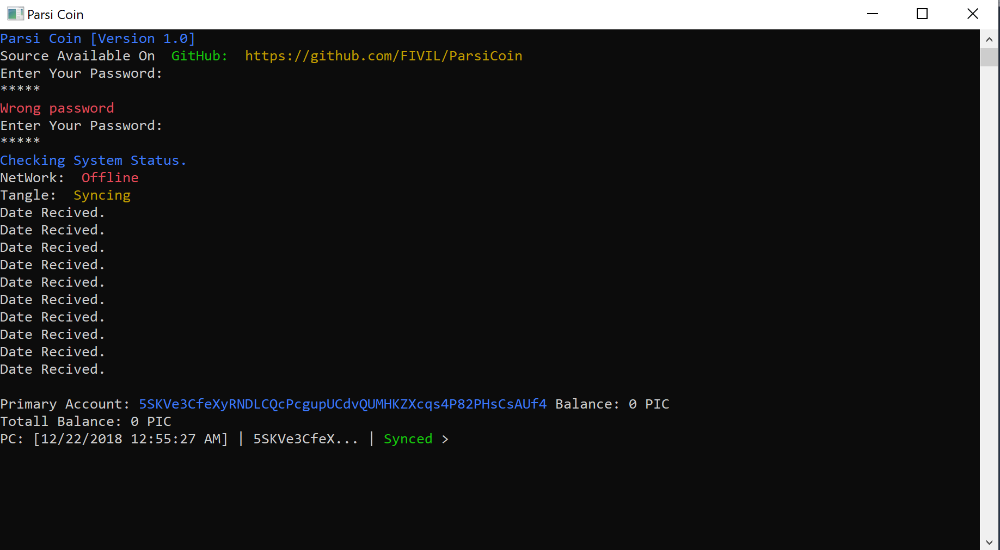 Parsi Coin
Parsi Coin [Version 1.0]
Source Available On  GitHub:  https://github.com/FIVIL/ParsiCoin
Enter Your Password:
*****
Wrong password
Enter Your Password:
*****
Checking System Status.
NetWork:  Offline
Tangle:  Syncing
Date Recived.
Date Recived.
Date Recived.
Date Recived.
Date Recived.
Date Recived.
Date Recived.
Date Recived.
Date Recived.
Date Recived.
Primary Account: 5SKVe3CfeXyRNDLCQcPcgupUCdvQUMHKZXcqs4P82PHsCsAUf4 Balance: 0 PIC
Totall Balance: 0 PIC
PC: [12/22/2018 12:55:27 AM] | 5SKVe3CfeX... | Synced >